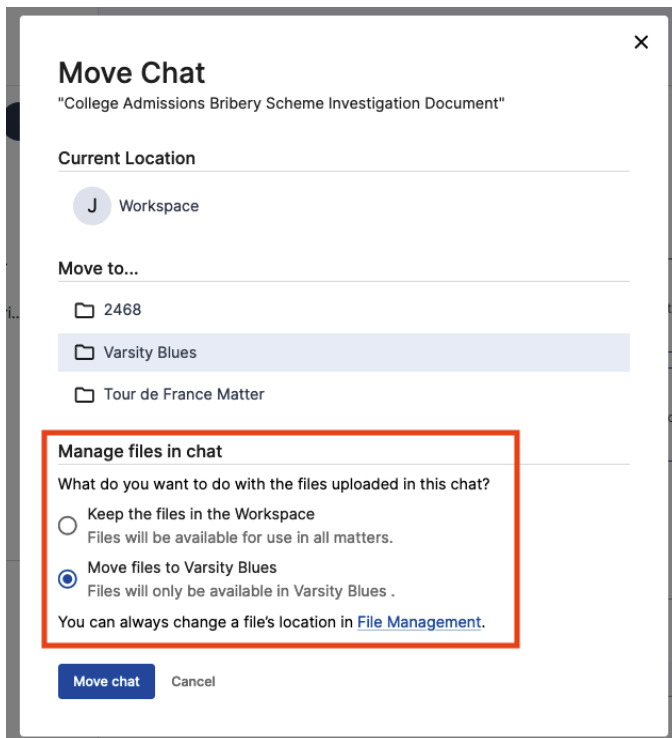 Move Chat
"College Admissions Bribery Scheme Investigation Document"
Current Location
J Workspace
Move to...
2468
Varsity Blues
Tour de France Matter
Manage files in chat
What do you want to do with the files uploaded in this chat?
Keep the files in the Workspace
Files will be available for use in all matters.
Move files to Varsity Blues
Files will only be available in Varsity Blues .
You can always change a file's location in File Management.
Move chat Cancel